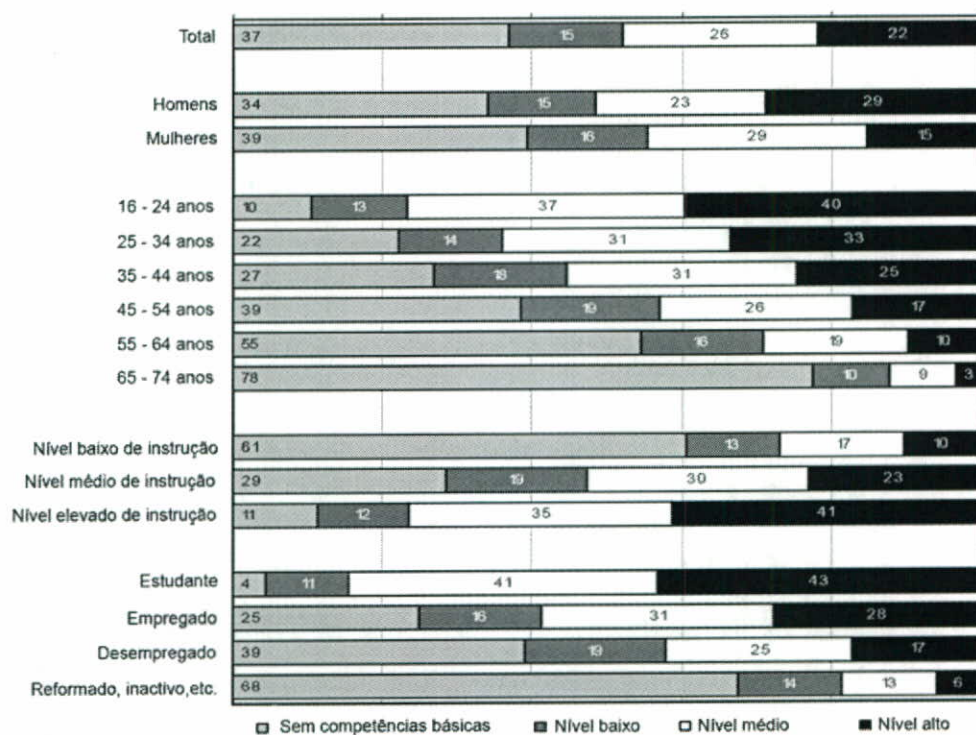 Total 37 15 26 22
Homens 34 15 23 29
Mulheres 39 16 29 15
16 - 24 anos 10 13 37 40
25 - 34 anos 22 14 31 33
35 - 44 anos 27 18 31 25
45 - 54 anos 39 19 26 17
55 - 64 anos 55 16 19 10
65 - 74 anos 78 10 9 3
Nível baixo de instrução 61 13 17 10
Nível médio de instrução 29 19 30 23
Nível elevado de instrução 11 12 35 41
Estudante 4 11 41 43
Empregado 25 16 31 28
Desempregado 39 19 25 17
Reformado, inactivo,etc. 68 14 13 6
Sem competências básicas Nível baixo Nível médio Nível alto